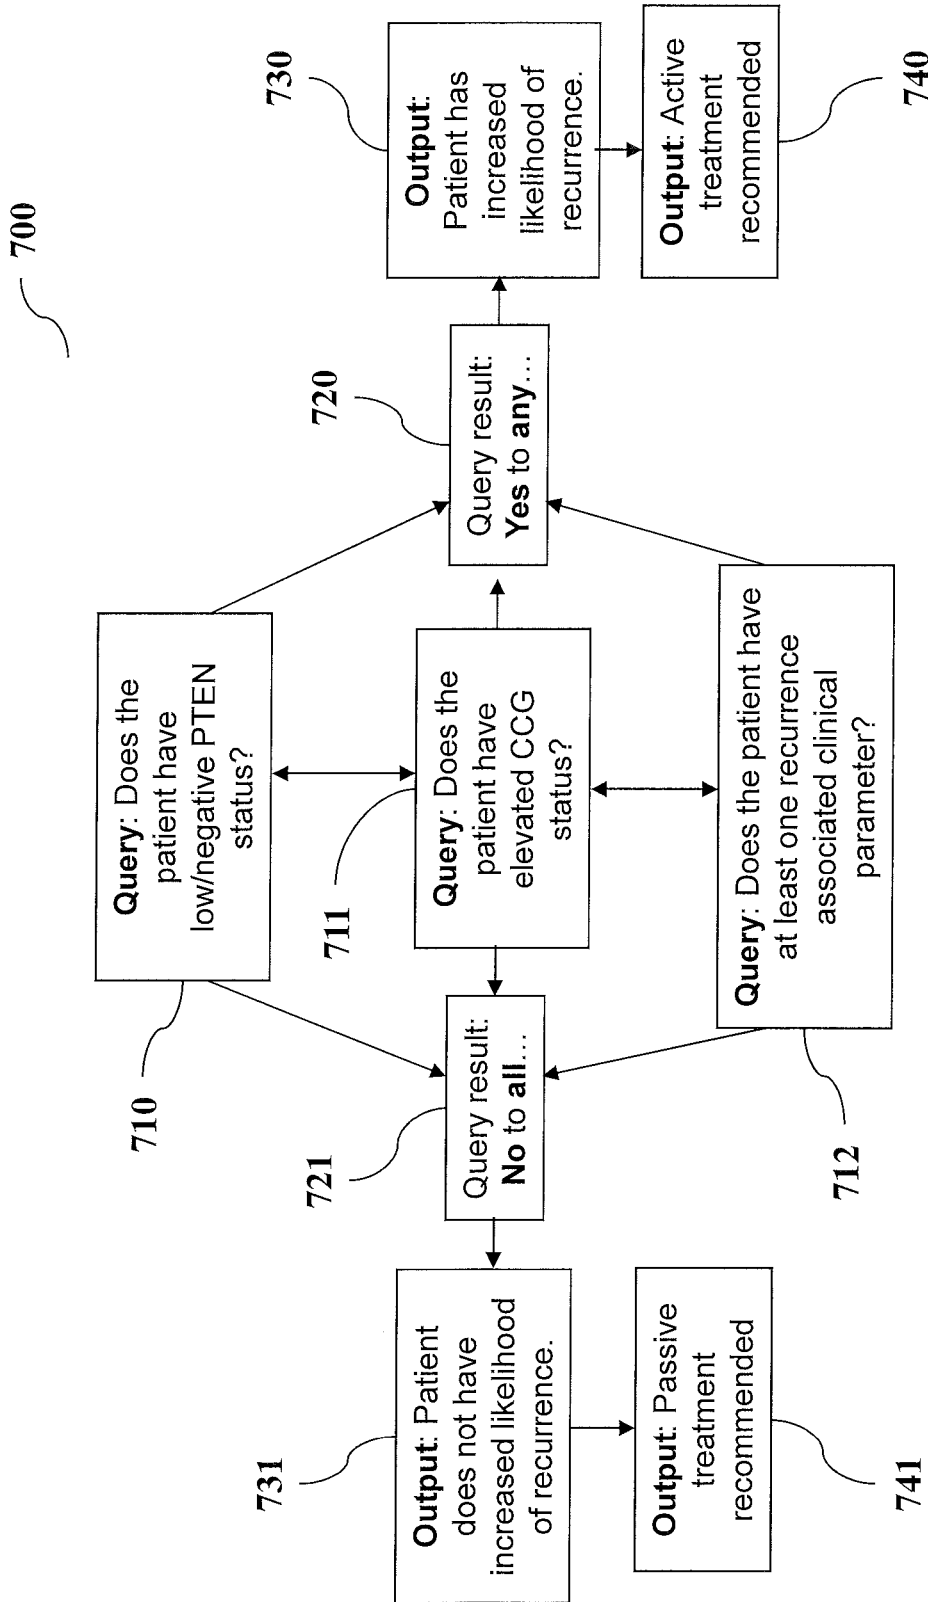 700
710
Query: Does the
patient have
low/negative PTEN
status?
711
Query: Does the
patient have
elevated CCG
status?
712
Query: Does the patient have
at least one recurrence
associated clinical
parameter?
721
Query result:
No to all...
720
Query result:
Yes to any...
731
Output: Patient
does not have
increased likelihood
of recurrence.
741
Output: Passive
treatment
recommended
730
Output:
Patient has
increased
likelihood of
recurrence.
740
Output: Active
treatment
recommended